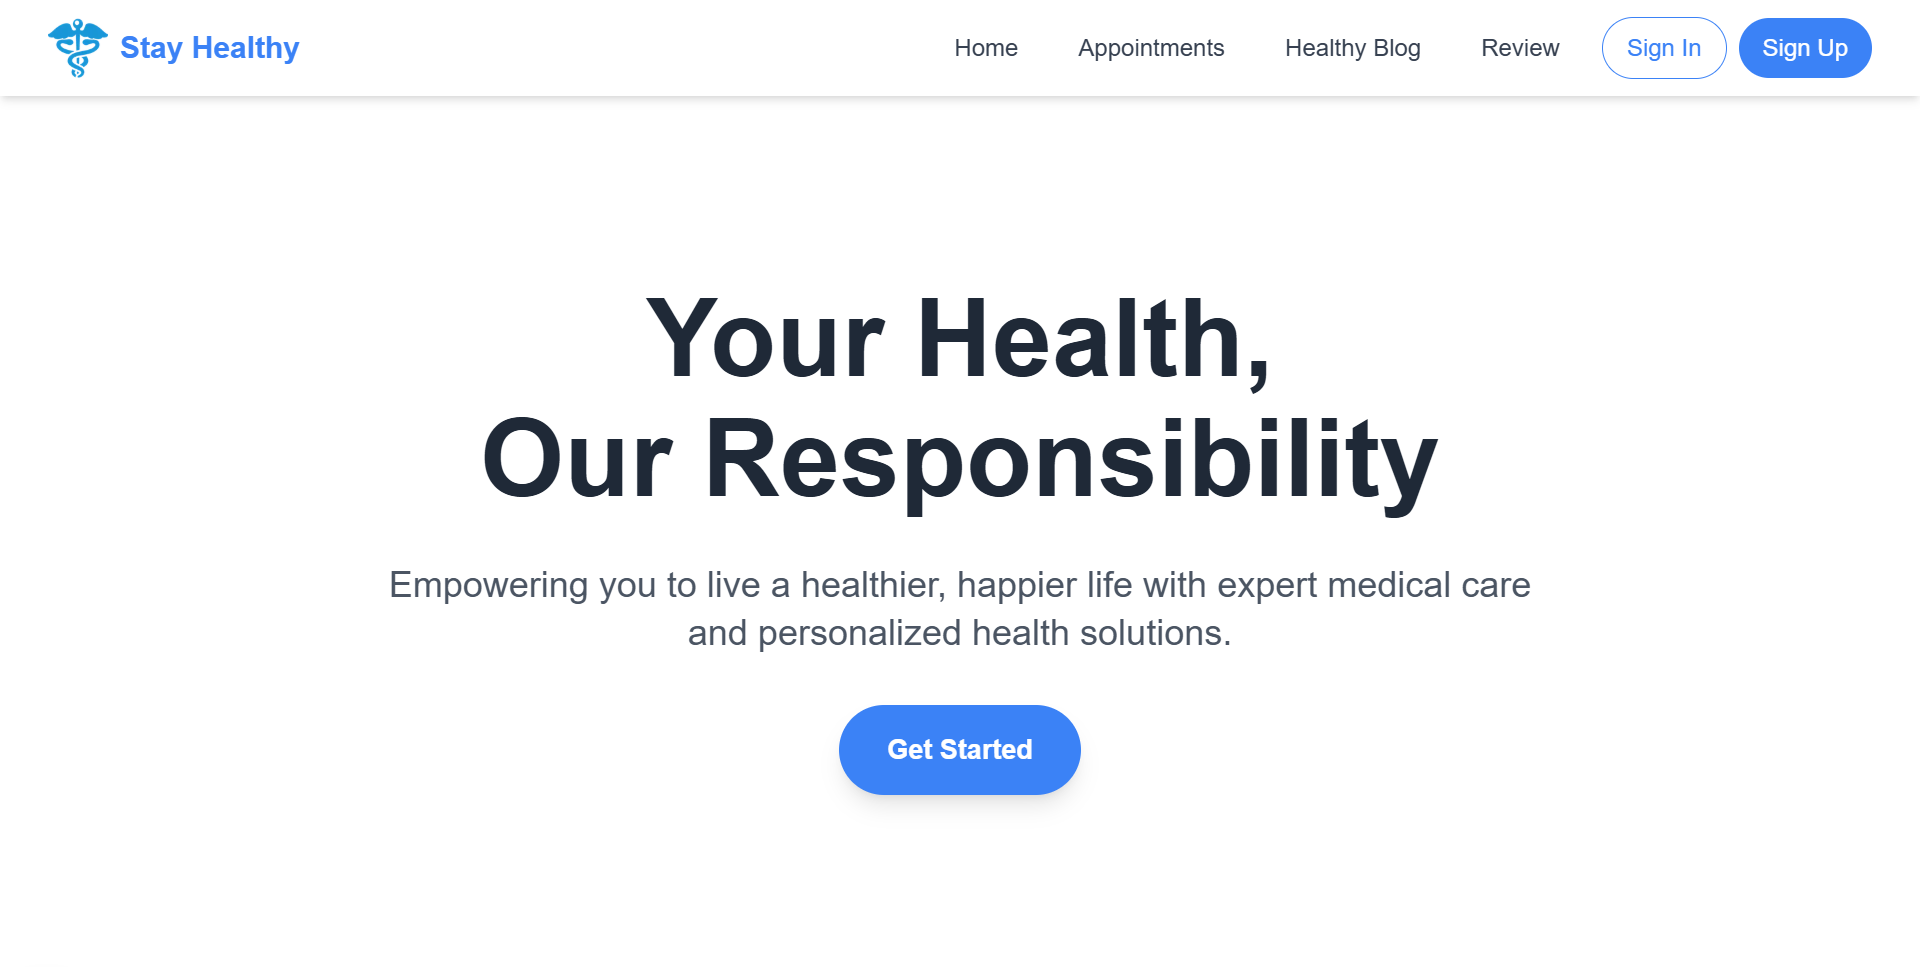 Stay Healthy
Home
Appointments
Healthy Blog
Review
Sign In
Sign Up
Your Health,
Our Responsibility
Empowering you to live a healthier, happier life with expert medical care
and personalized health solutions.
Get Started